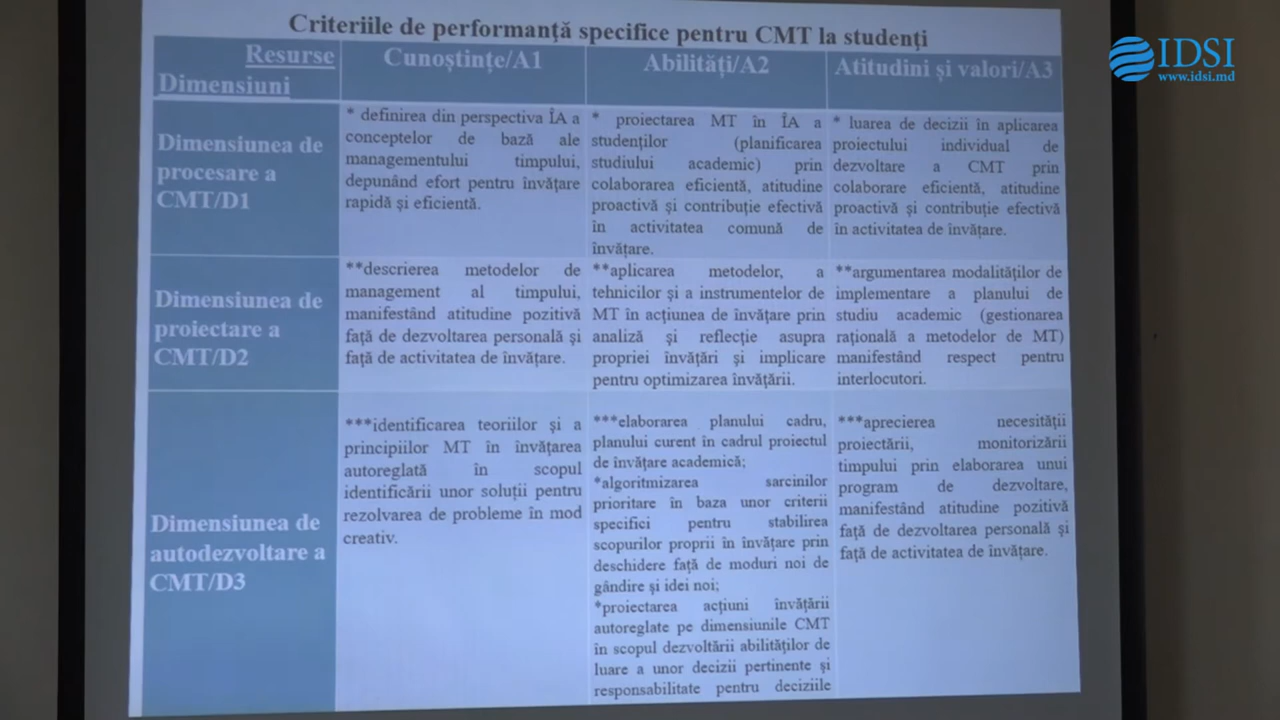 Criteriile de performanță specifice pentru CMT la studenți
Resurse
Dimensiuni
Cunoștințe/A1
Abilități/A2
Atitudini și valori/A3
Dimensiunea de
procesare a
CMT/D1
* definirea din perspectiva ÎA a
conceptelor de bază ale
managementului timpului,
depunând efort pentru învățare
rapidă și eficientă.
* proiectarea MT în ÎA a
studenților (planificarea
studiului academic) prin
colaborarea eficientă, atitudine
proactivă și contribuție efectivă
în activitatea comună de
învățare.
* luarea de decizii în aplicarea
proiectului individual de
dezvoltare a CMT prin
colaborare eficientă, atitudine
proactivă și contribuție efectivă
în activitatea de învățare.
Dimensiunea de
proiectare a
CMT/D2
**descrierea metodelor de
management al timpului,
manifestând atitudine pozitivă
față de dezvoltarea personală și
față de activitatea de învățare.
**aplicarea metodelor, a
tehnicilor și a instrumentelor de
MT în acțiunea de învățare prin
analiză și reflecție asupra
propriei învățări și implicare
pentru optimizarea învățării.
**argumentarea modalităților de
implementare a planului de
studiu academic (gestionarea
rațională a metodelor de MT)
manifestând respect pentru
interlocutori.
Dimensiunea de
autodezvoltare a
CMT/D3
***identificarea teoriilor și a
principiilor MT în învățarea
autoreglată în scopul
identificării unor soluții pentru
rezolvarea de probleme în mod
creativ.
***elaborarea planului cadru,
planului curent în cadrul proiectul
de învățare academică;
*algoritmizarea sarcinilor
prioritare în baza unor criterii
specifici pentru stabilirea
scopurilor proprii în învățare prin
deschidere față de moduri noi de
gândire și idei noi;
*proiectarea acțiuni învățării
autoreglate pe dimensiunile CMT
în scopul dezvoltării abilităților de
luare a unor decizii pertinente și
responsabilitate pentru deciziile
***aprecierea necesității
proiectării, monitorizării
timpului prin elaborarea unui
program de dezvoltare,
manifestând atitudine pozitivă
față de dezvoltarea personală și
față de activitatea de învățare.
IDSI
www.idsi.md